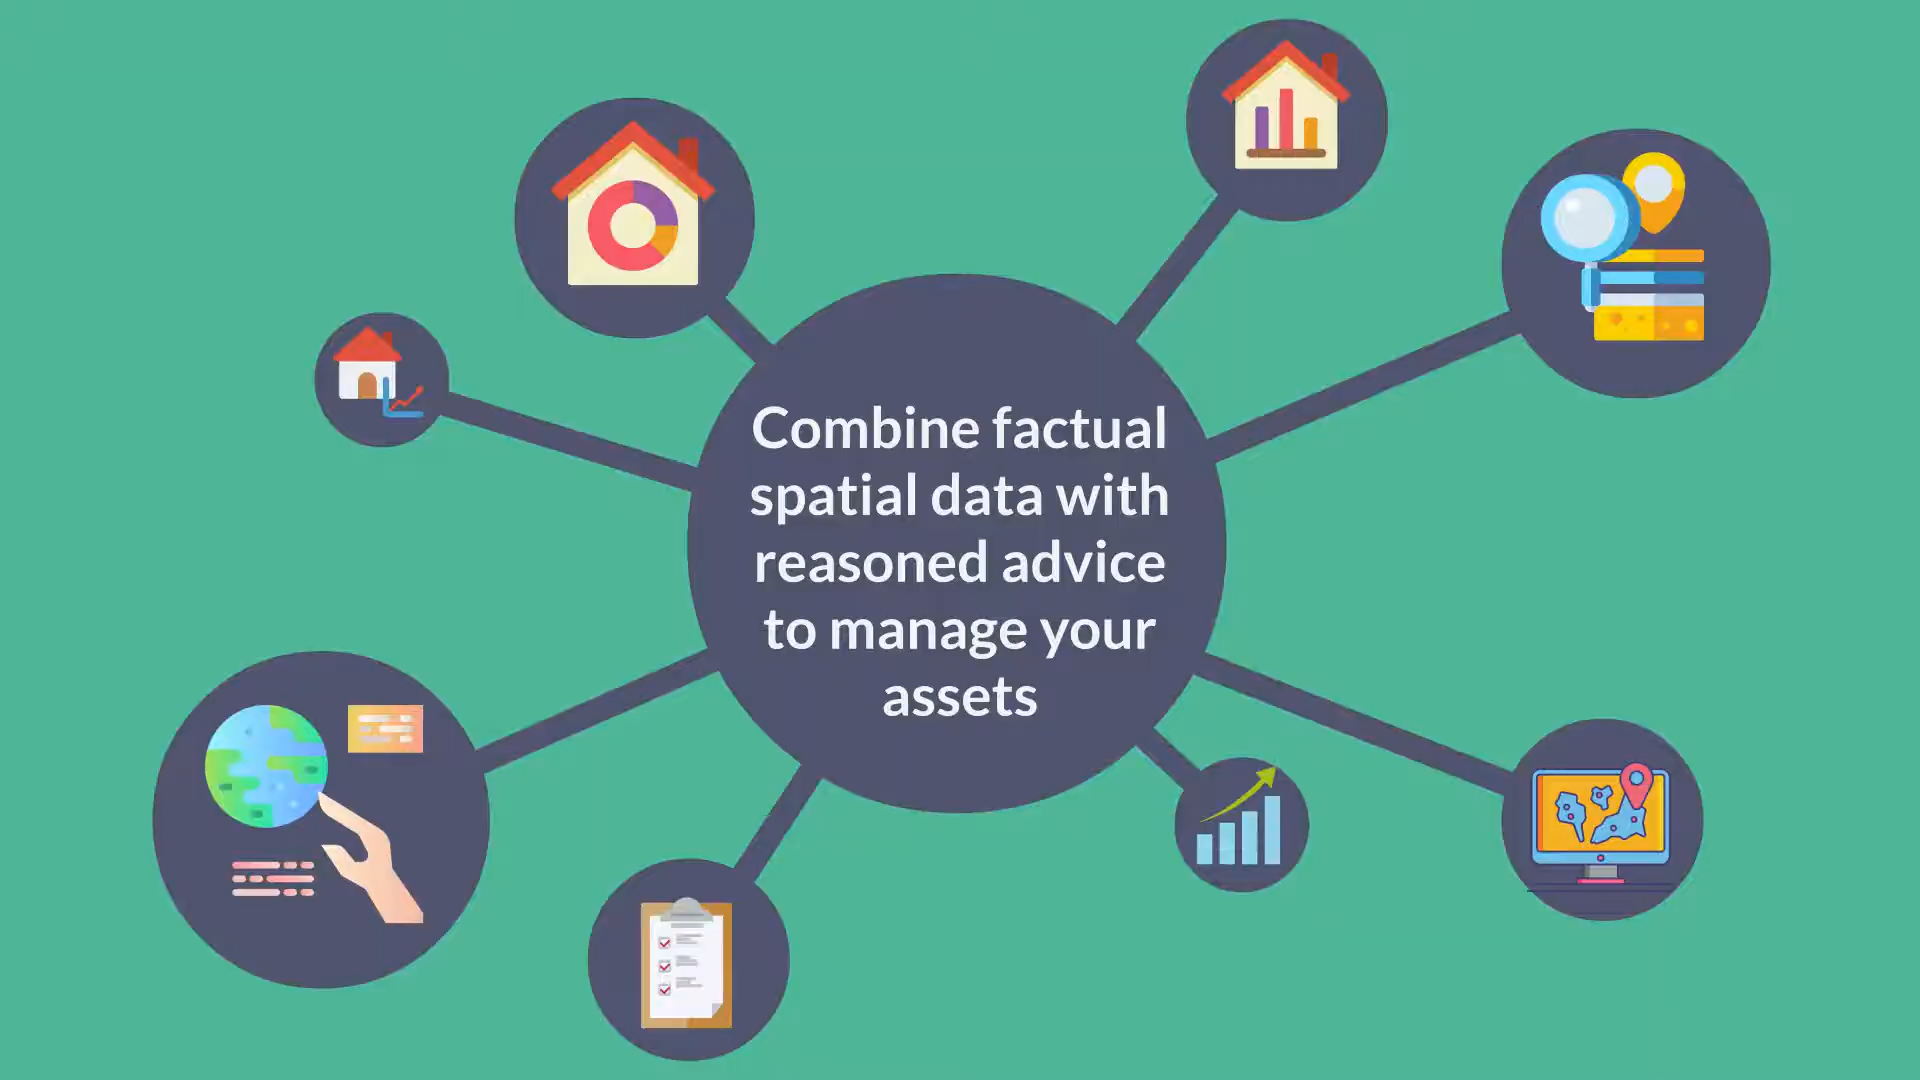 Combine factual
spatial data with
reasoned advice
to manage your
assets